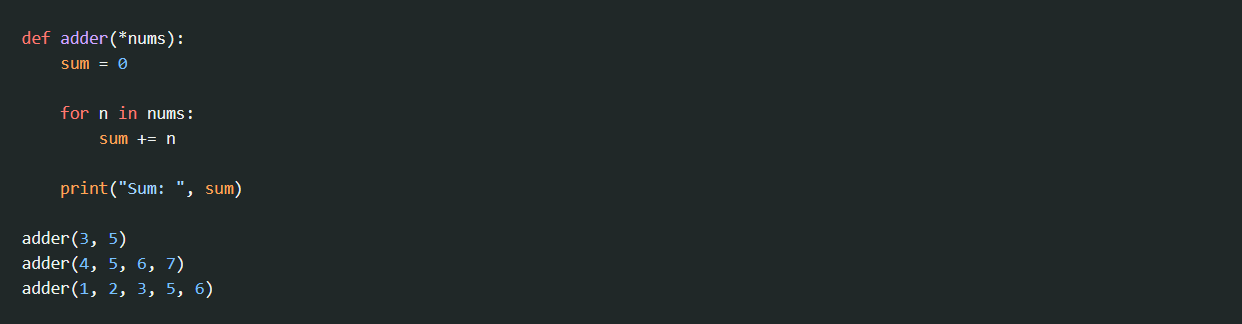 def adder(*nums):
    sum = 0
    for n in nums:
        sum += n
    print("Sum: ", sum)
adder(3, 5)
adder(4, 5, 6, 7)
adder(1, 2, 3, 5, 6)